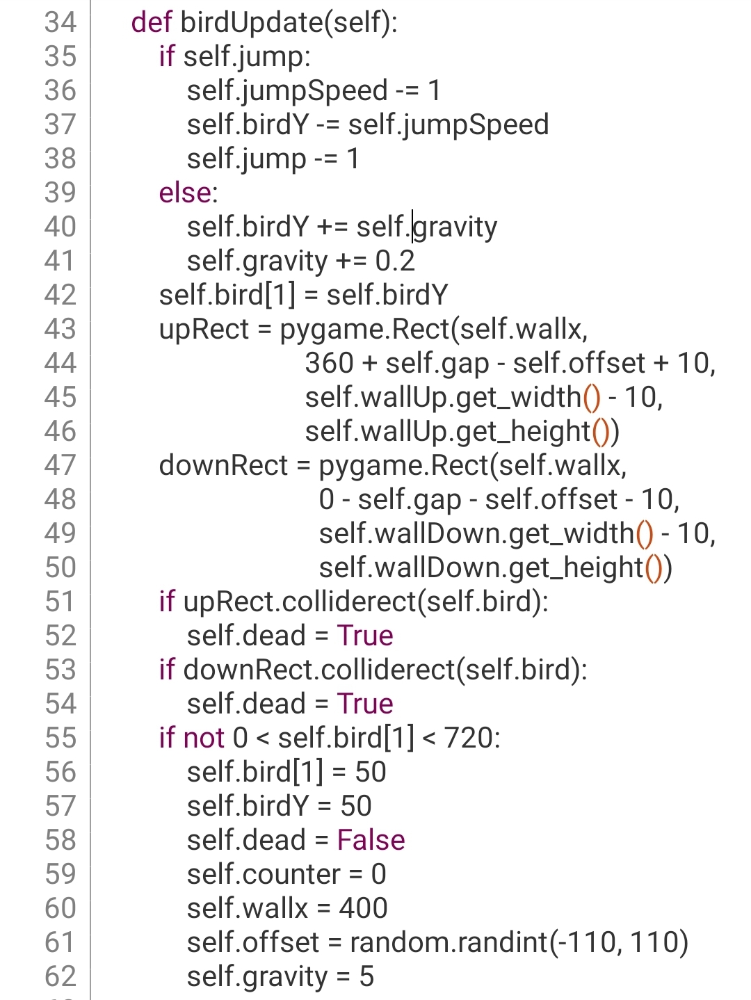 34 def birdUpdate(self):
35 if self.jump:
36 self.jumpSpeed -= 1
37 self.birdY -= self.jumpSpeed
38 self.jump -= 1
39 else:
40 self.birdY += self.gravity
41 self.gravity += 0.2
42 self.bird[1] = self.birdY
43 upRect = pygame.Rect(self.wallx,
44 360 + self.gap - self.offset + 10,
45 self.wallUp.get_width() - 10,
46 self.wallUp.get_height())
47 downRect = pygame.Rect(self.wallx,
48 0 - self.gap - self.offset - 10,
49 self.wallDown.get_width() - 10,
50 self.wallDown.get_height())
51 if upRect.colliderect(self.bird):
52 self.dead = True
53 if downRect.colliderect(self.bird):
54 self.dead = True
55 if not 0 < self.bird[1] < 720:
56 self.bird[1] = 50
57 self.birdY = 50
58 self.dead = False
59 self.counter = 0
60 self.wallx = 400
61 self.offset = random.randint(-110, 110)
62 self.gravity = 5